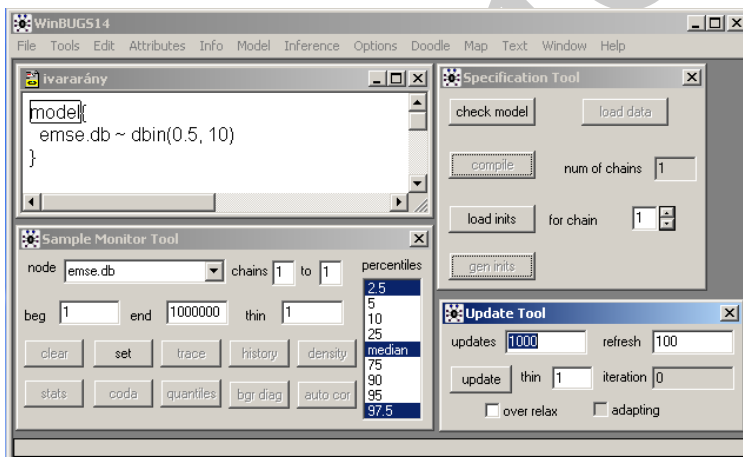 WinBUGS14
File Tools Edit Attributes Info Model Inference Options Doodle Map Text Window Help
ivararány
model{
emse.db ~ dbin(0.5, 10)
}
Specification Tool
check model load data
compile num of chains 1
load inits for chain 1
gen inits
Sample Monitor Tool
node emse.db chains 1 to 1 percentiles
beg 1 end 1000000 thin 1
clear set trace history density
stats coda quantiles bgr diag auto cor
2.5
5
10
25
median
75
90
95
97.5
Update Tool
updates 1000 refresh 100
update thin 1 iteration 0
over relax adapting